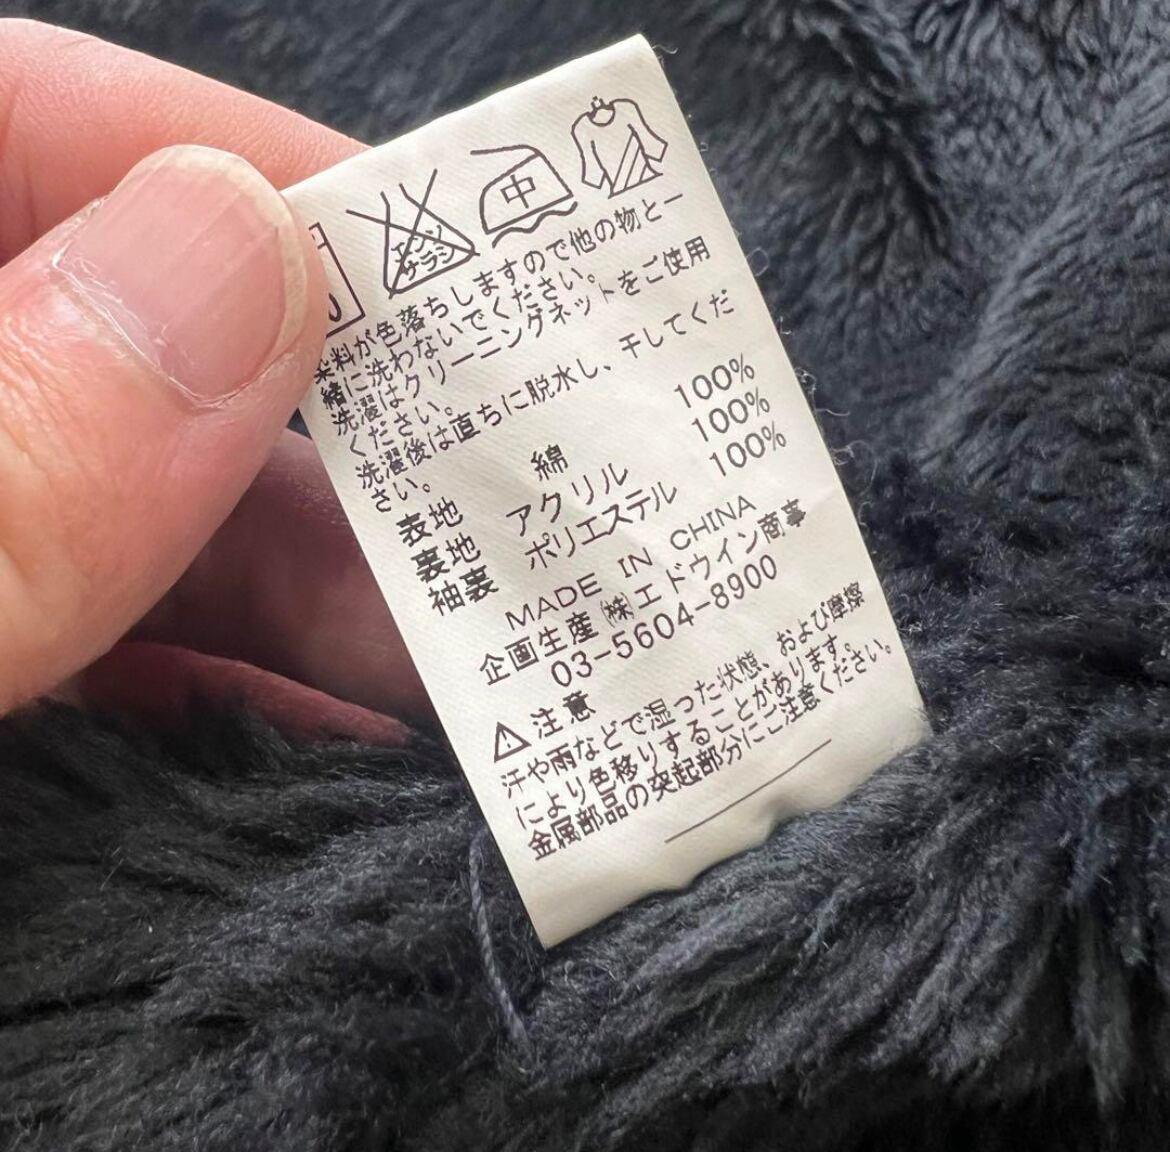 エンソ
サラシ
中
染料が色落ちしますので他の物と一
緒に洗わないでください。
洗濯はクリーニングネットをご使用
ください。
洗濯後は直ちに脱水し、干してくだ
さい。
表地 綿 100%
裏地 アクリル 100%
袖裏 ポリエステル 100%
MADE IN CHINA
企画生産 ㈱エドウイン商事
03-5604-8900
注意
汗や雨などで湿った状態、および摩擦
により色移りすることがあります。
金属部品の突起部分にご注意ください。